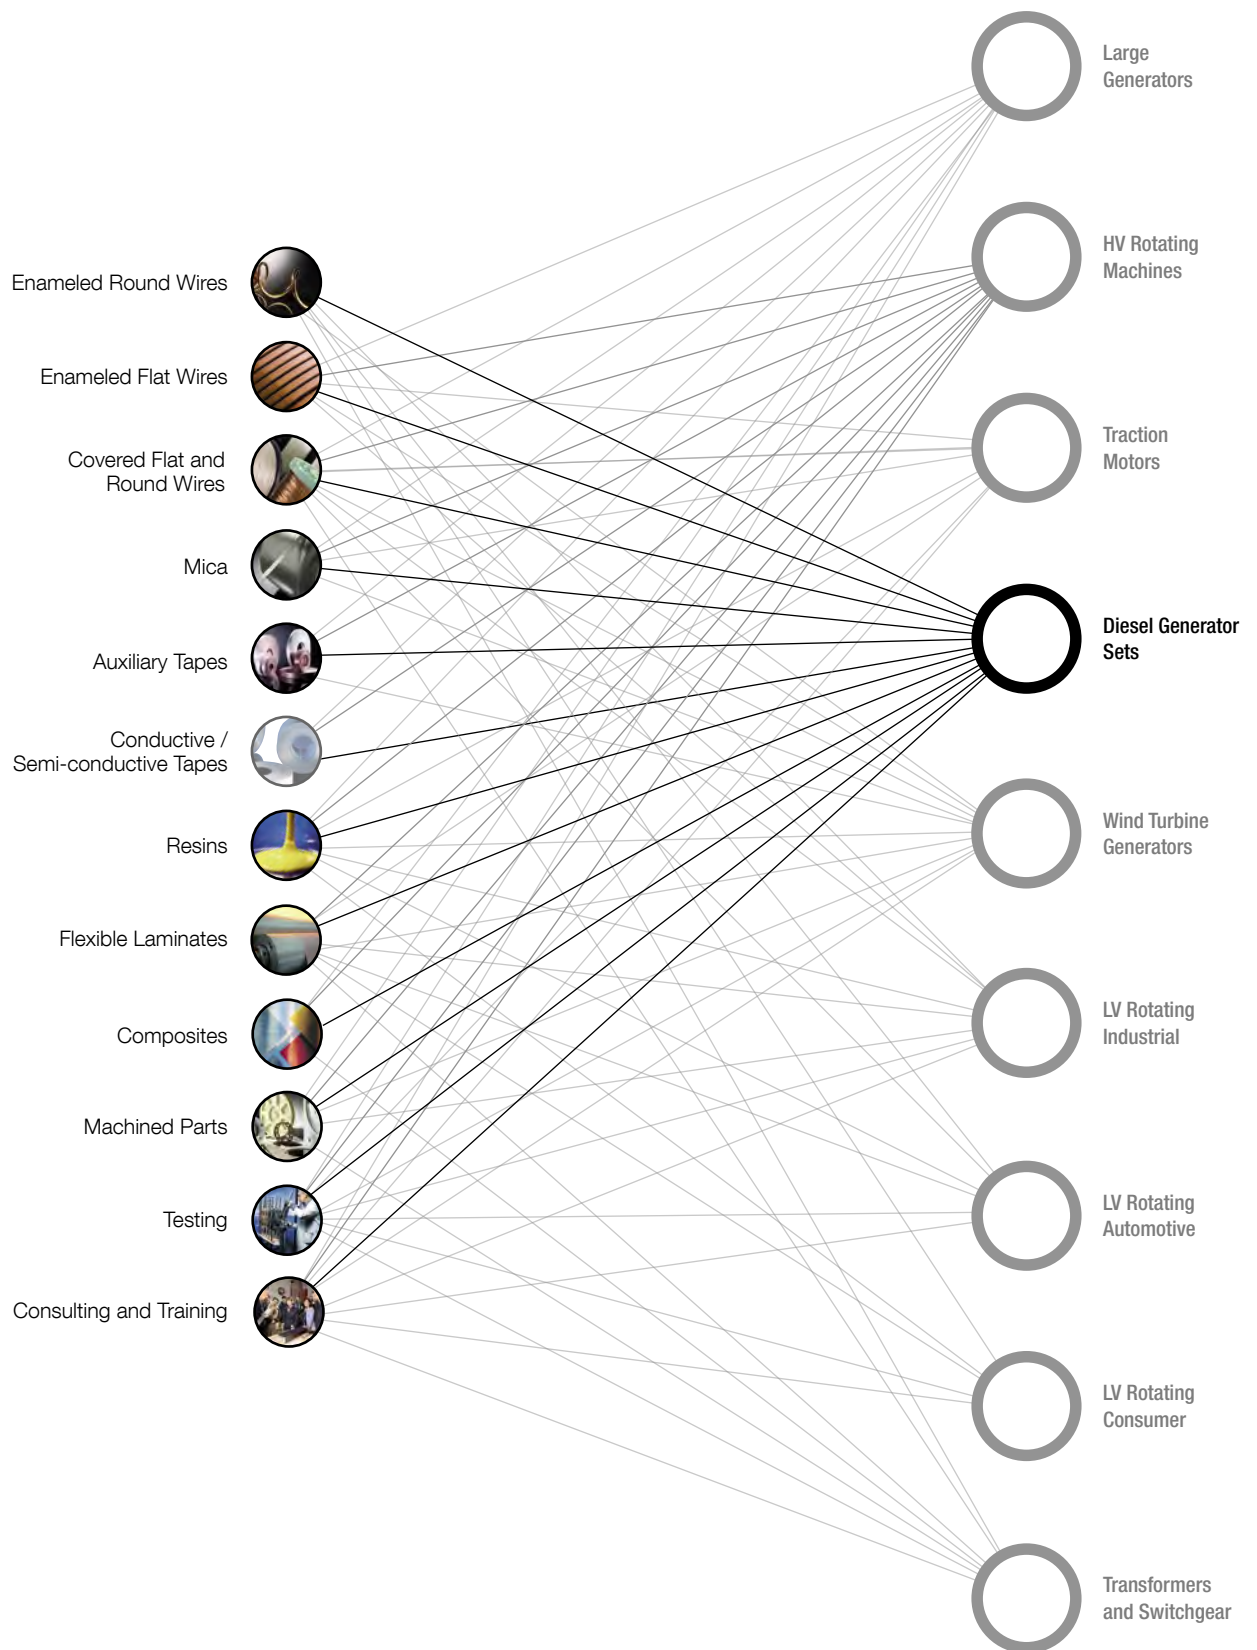 Enameled Round Wires
Enameled Flat Wires
Covered Flat and
Round Wires
Mica
Auxiliary Tapes
Conductive /
Semi-conductive Tapes
Resins
Flexible Laminates
Composites
Machined Parts
Testing
Consulting and Training
Large
Generators
HV Rotating
Machines
Traction
Motors
Diesel Generator
Sets
Wind Turbine
Generators
LV Rotating
Industrial
LV Rotating
Automotive
LV Rotating
Consumer
Transformers
and Switchgear